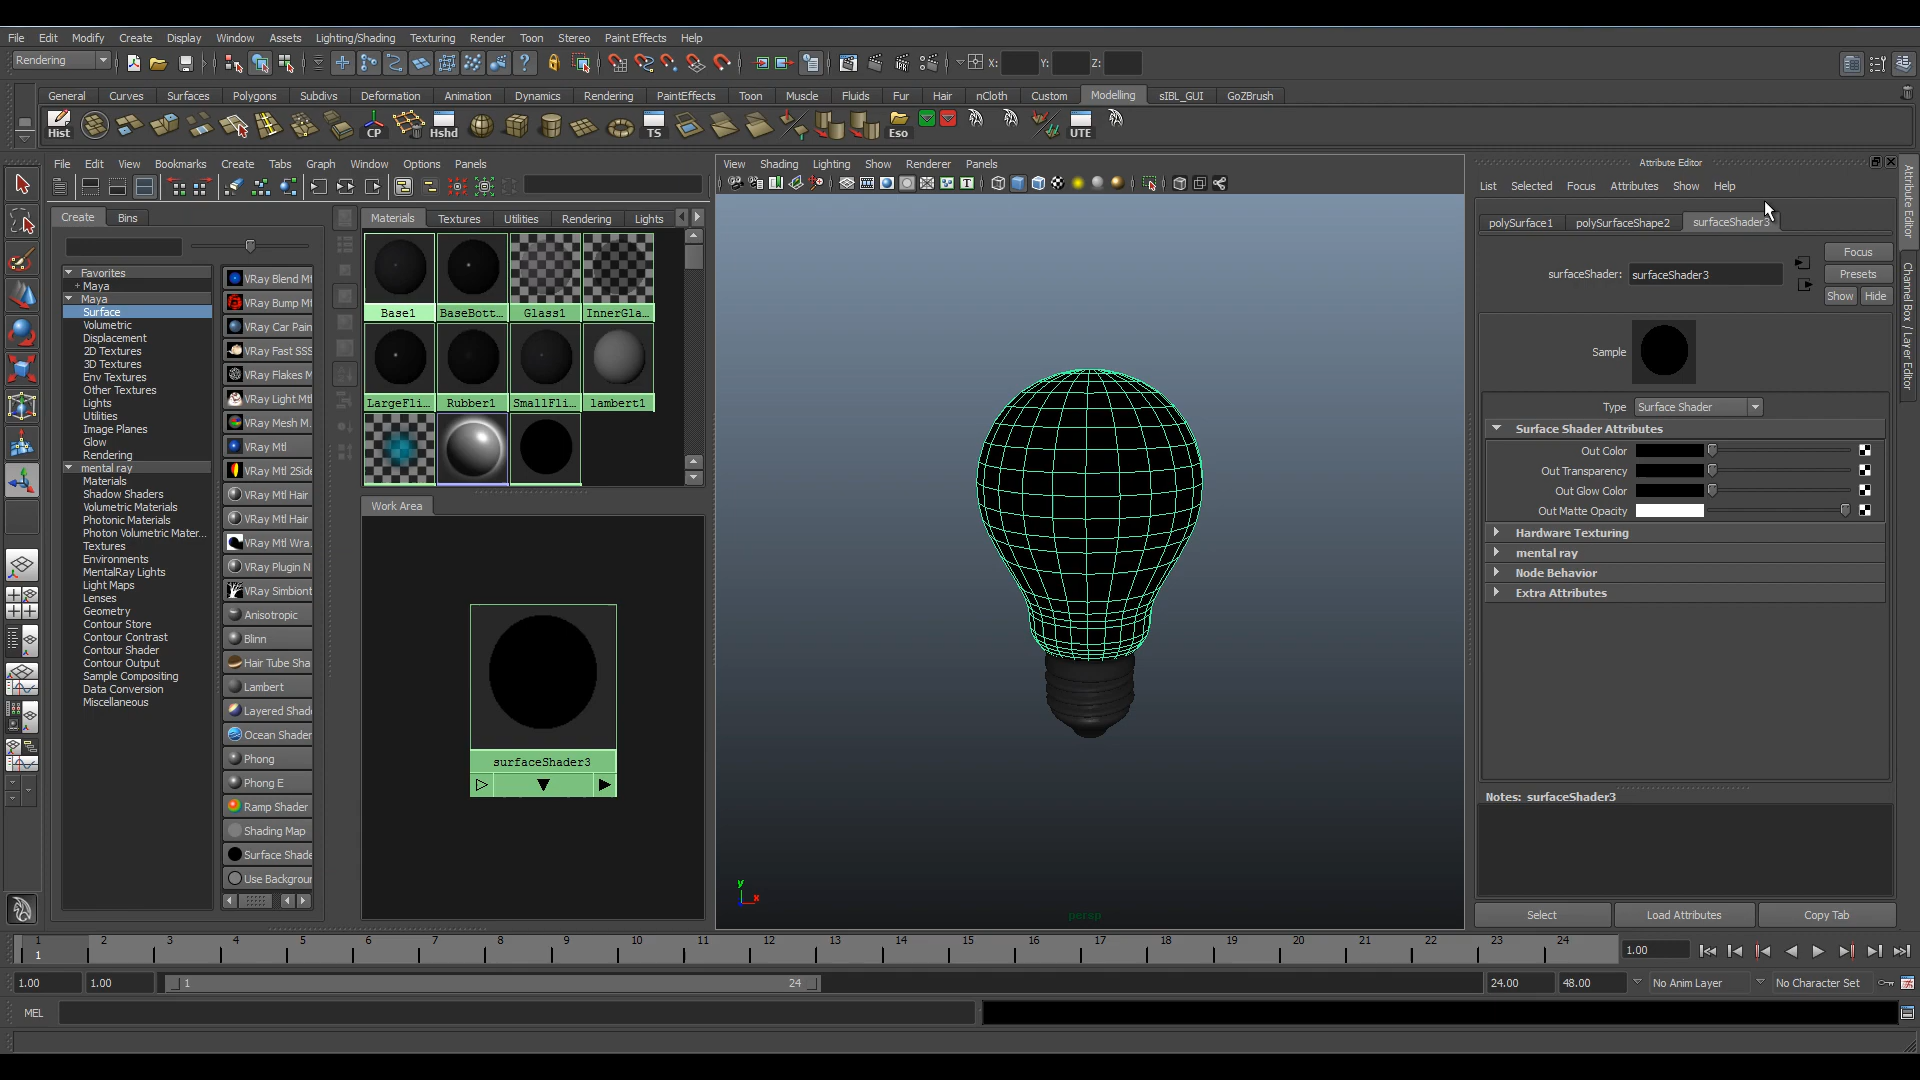 File Edit Modify Create Display Window Assets Lighting/Shading Texturing Render Toon Stereo Paint Effects Help
Rendering X: Y: Z:
General Curves Surfaces Polygons Subdivs Deformation Animation Dynamics Rendering PaintEffects Toon Muscle Fluids Fur Hair nCloth Custom Modelling sIBL_GUI GoZBrush
Hist CP Hshd TS Eso UTE
File Edit View Bookmarks Create Tabs Graph Window Options Panels
Create Bins
Favorites
+ Maya
Maya
Surface
Volumetric
Displacement
2D Textures
3D Textures
Env Textures
Other Textures
Lights
Utilities
Image Planes
Glow
Rendering
mental ray
Materials
Shadow Shaders
Volumetric Materials
Photonic Materials
Photon Volumetric Mater...
Textures
Environments
MentalRay Lights
Light Maps
Lenses
Geometry
Contour Store
Contour Contrast
Contour Shader
Contour Output
Sample Compositing
Data Conversion
Miscellaneous
VRay Blend Mt
VRay Bump Mt
VRay Car Pain
VRay Fast SSS
VRay Flakes M
VRay Light Mtl
VRay Mesh M
VRay Mtl
VRay Mtl 2Side
VRay Mtl Hair
VRay Mtl Hair
VRay Mtl Wra
VRay Plugin N
VRay Simbiont
Anisotropic
Blinn
Hair Tube Sha
Lambert
Layered Shad
Ocean Shader
Phong
Phong E
Ramp Shader
Shading Map
Surface Shade
Use Backgroun
Materials Textures Utilities Rendering Lights
Base1 BaseBott... Glass1 InnerGla...
LargeFli... Rubber1 SmallFli... lambert1
Work Area
surfaceShader3
View Shading Lighting Show Renderer Panels
y
x
persp
Attribute Editor
List Selected Focus Attributes Show Help
polySurface1 polySurfaceShape2 surfaceShader3
surfaceShader: surfaceShader3
Focus
Presets
Show Hide
Sample
Type Surface Shader
Surface Shader Attributes
Out Color
Out Transparency
Out Glow Color
Out Matte Opacity
Hardware Texturing
mental ray
Node Behavior
Extra Attributes
Notes: surfaceShader3
Select Load Attributes Copy Tab
Attribute Editor
Channel Box / Layer Editor
1 2 3 4 5 6 7 8 9 10 11 12 13 14 15 16 17 18 19 20 21 22 23 24
1
1.00
1.00 1.00 1 24 24.00 48.00 No Anim Layer No Character Set
MEL